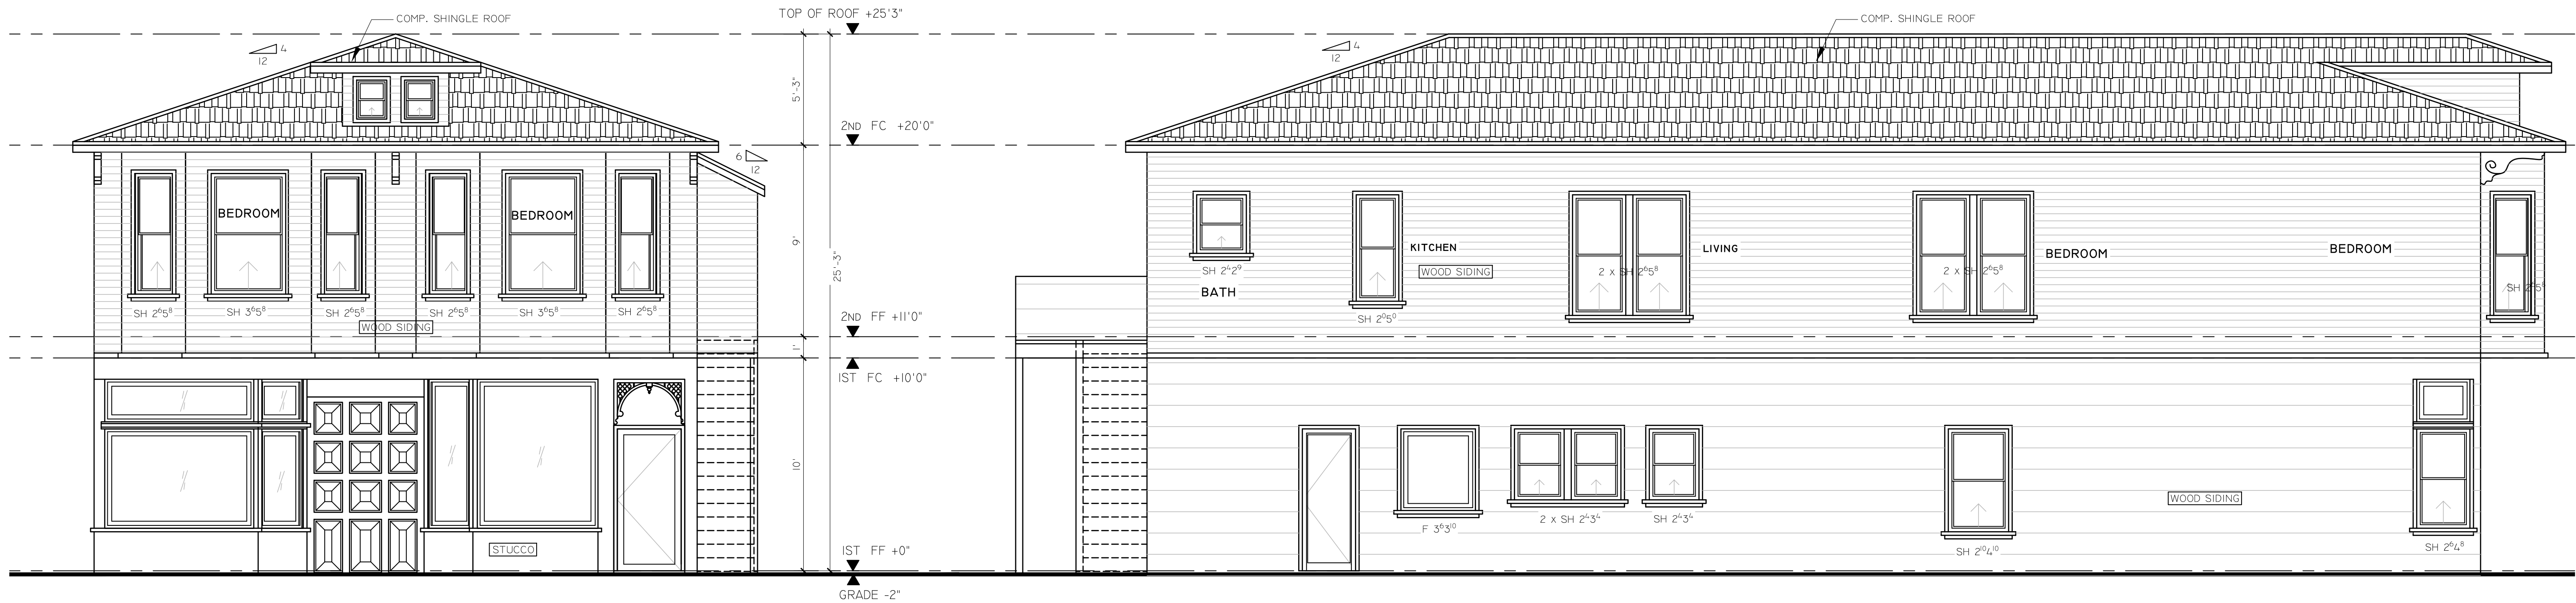 TOP OF ROOF +25'3"
COMP. SHINGLE ROOF
COMP. SHINGLE ROOF
4
12
4
12
5'-3"
2ND FC +20'0"
6
12
BEDROOM
BEDROOM
9'
25'-3"
KITCHEN
LIVING
BEDROOM
BEDROOM
WOOD SIDING
2 x SH 2⁶5⁸
2 x SH 2⁶5⁸
SH 2⁴2⁹
BATH
SH 2⁶5⁸
SH 2⁰5⁰
SH 2⁶5⁸
SH 3⁶5⁸
SH 2⁶5⁸
SH 2⁶5⁸
SH 3⁶5⁸
SH 2⁶5⁸
WOOD SIDING
2ND FF +11'0"
1'
1ST FC +10'0"
10'
F 3⁶3¹⁰
2 x SH 2⁴3⁴
SH 2⁴3⁴
WOOD SIDING
SH 2¹⁰4¹⁰
SH 2⁶4⁸
STUCCO
1ST FF +0"
GRADE -2"